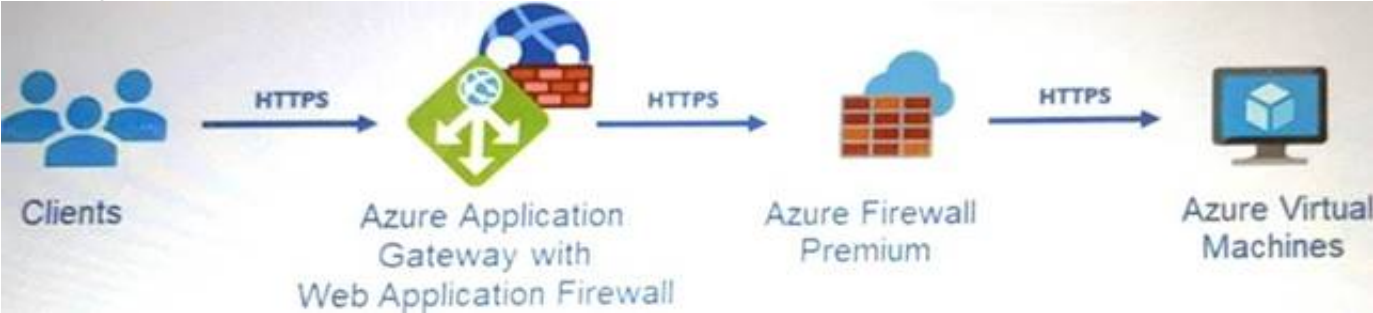 HTTPS
HTTPS
HTTPS
Clients
Azure Application
Gateway with
Web Application Firewall
Azure Firewall
Premium
Azure Virtual
Machines